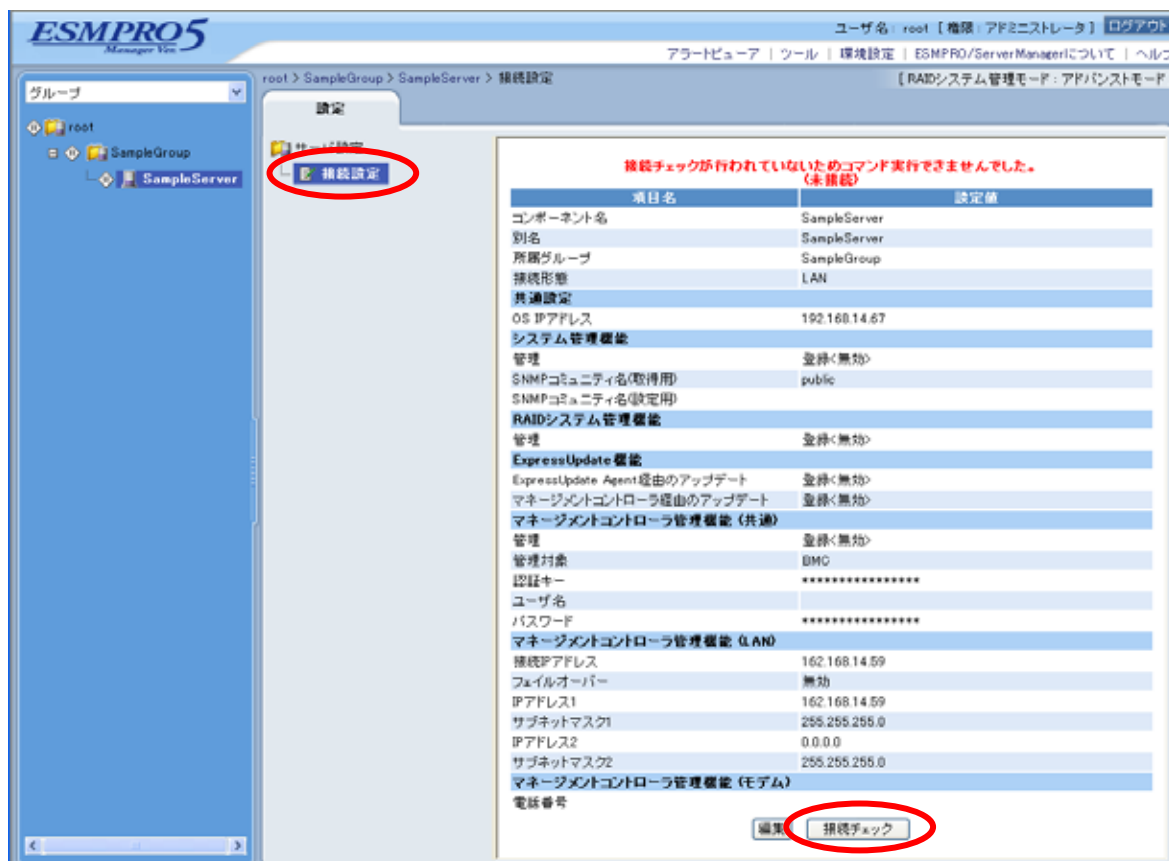 ESMPRO5
Manager Ver.
ユーザ名: root [ 権限 : アドミニストレータ ] ログアウト
アラートビューア | ツール | 環境設定 | ESMPRO/ServerManagerについて | ヘルプ
グループ
root > SampleGroup > SampleServer > 接続設定
[ RAIDシステム管理モード : アドバンストモード
設定
root
SampleGroup
SampleServer
サーバ設定
接続設定
接続チェックが行われていないためコマンド実行できませんでした。
(未接続)
項目名 設定値
コンポーネント名 SampleServer
別名 SampleServer
所属グループ SampleGroup
接続形態 LAN
共通設定
OS IPアドレス 192.168.14.67
システム管理機能
管理 登録<無効>
SNMPコミュニティ名(取得用) public
SNMPコミュニティ名(設定用)
RAIDシステム管理機能
管理 登録<無効>
ExpressUpdate機能
ExpressUpdate Agent経由のアップデート 登録<無効>
マネージメントコントローラ経由のアップデート 登録<無効>
マネージメントコントローラ管理機能 (共通)
管理 登録<無効>
管理対象 BMC
認証キー ****************
ユーザ名
パスワード ****************
マネージメントコントローラ管理機能 (LAN)
接続IPアドレス 162.168.14.59
フェイルオーバー 無効
IPアドレス1 162.168.14.59
サブネットマスク1 255.255.255.0
IPアドレス2 0.0.0.0
サブネットマスク2 255.255.255.0
マネージメントコントローラ管理機能 (モデム)
電話番号
編集 接続チェック